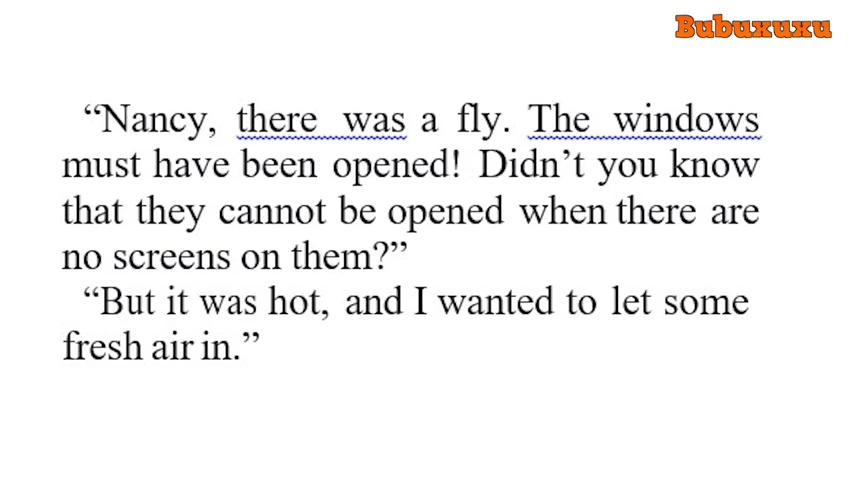 Bubuxuxu
“Nancy, there was a fly. The windows
must have been opened! Didn’t you know
that they cannot be opened when there are
no screens on them?”
“But it was hot, and I wanted to let some
fresh air in.”